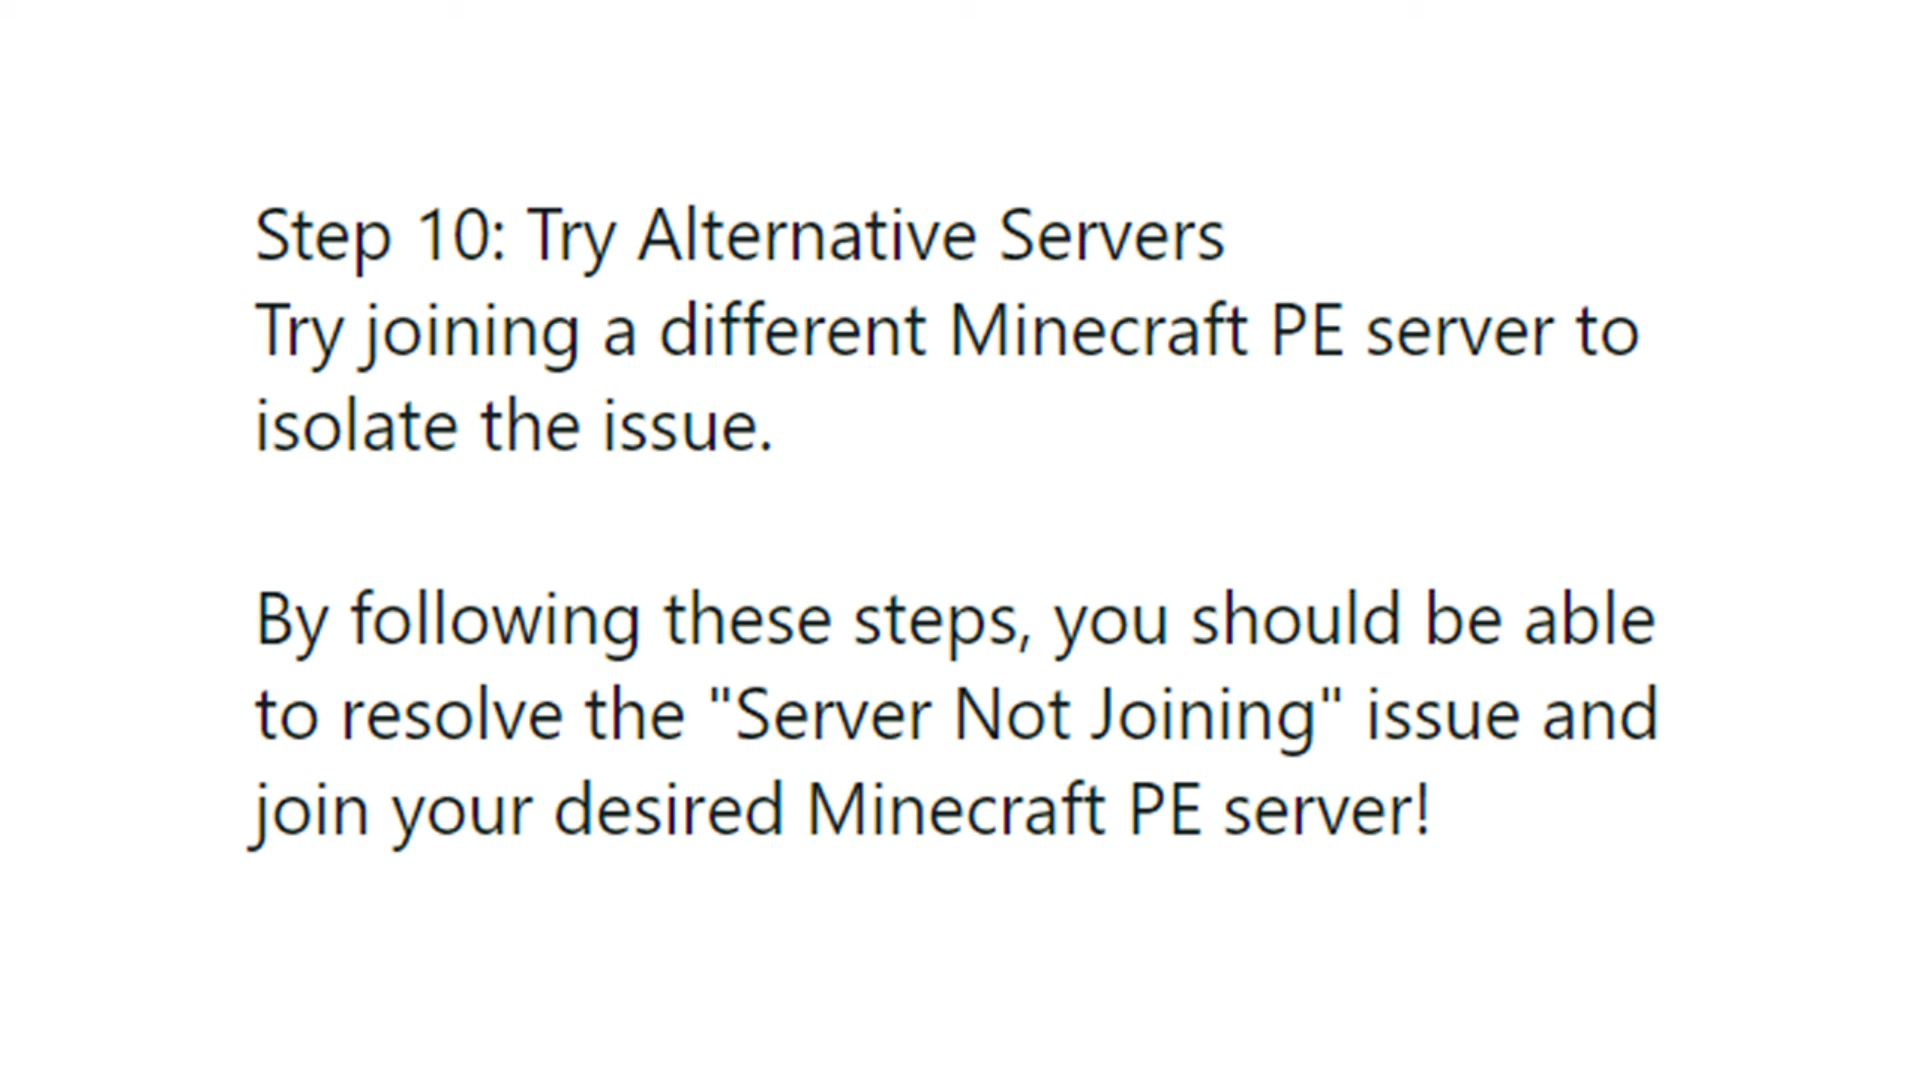 Step 10: Try Alternative Servers
Try joining a different Minecraft PE server to
isolate the issue.
By following these steps, you should be able
to resolve the "Server Not Joining" issue and
join your desired Minecraft PE server!